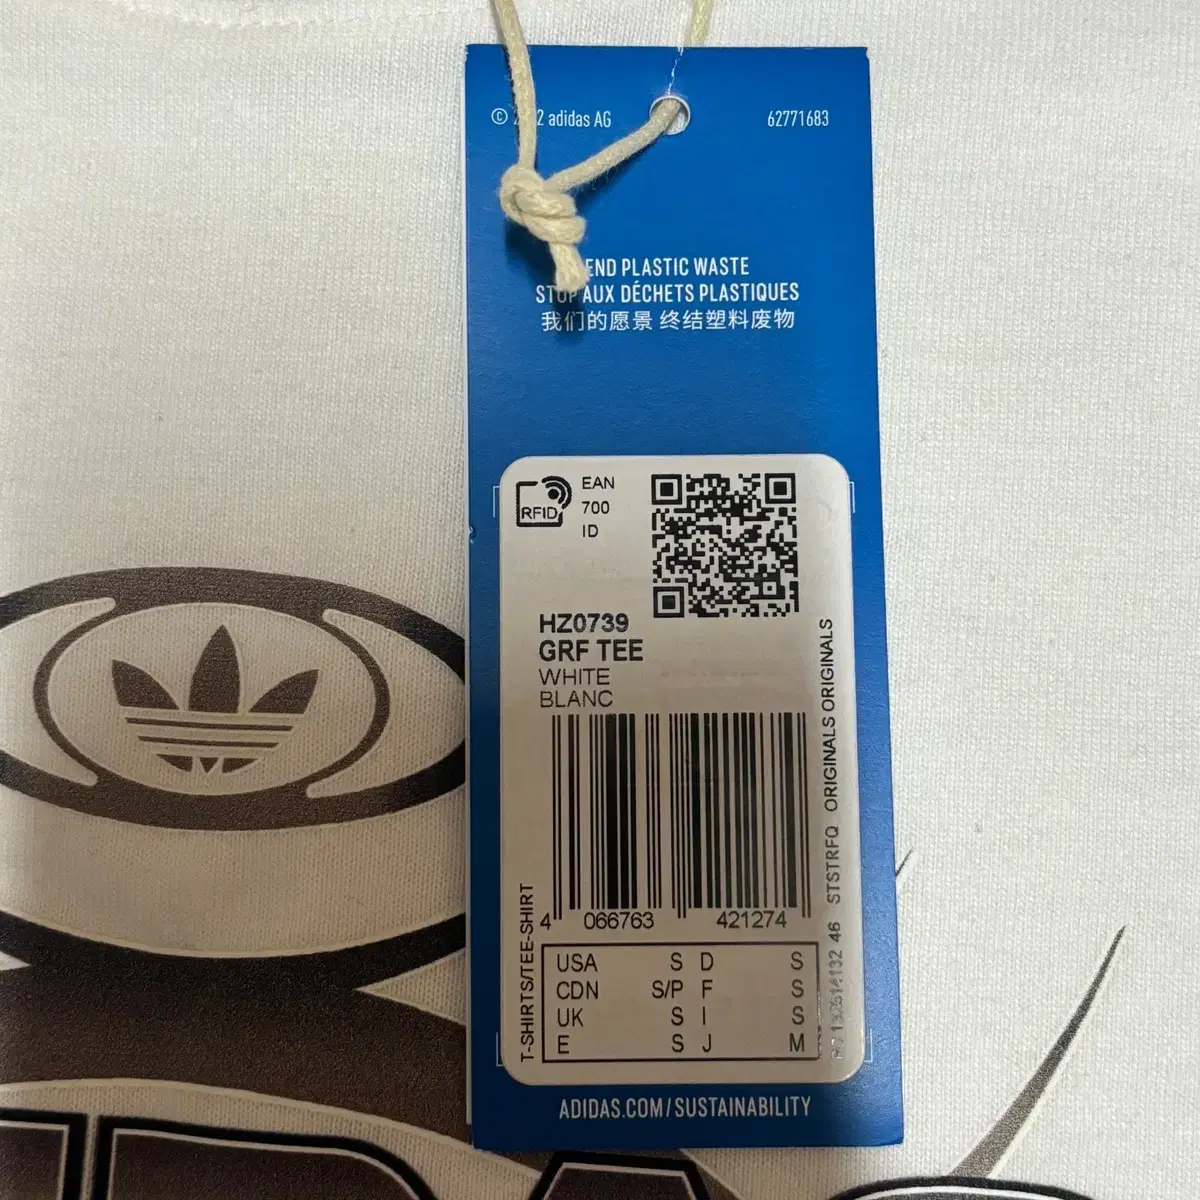 © 2 adidas AG
62771683
END PLASTIC WASTE
STOP AUX DÉCHETS PLASTIQUES
我们的愿景 终结塑料废物
RFID
EAN
700
ID
HZ0739
GRF TEE
WHITE
BLANC
4 066763 421274
T-SHIRTS/TEE-SHIRT
STSTRFQ ORIGINALS ORIGINALS
USA S D S
CDN S/P F S
UK S I S
E S J M
ADIDAS.COM/SUSTAINABILITY